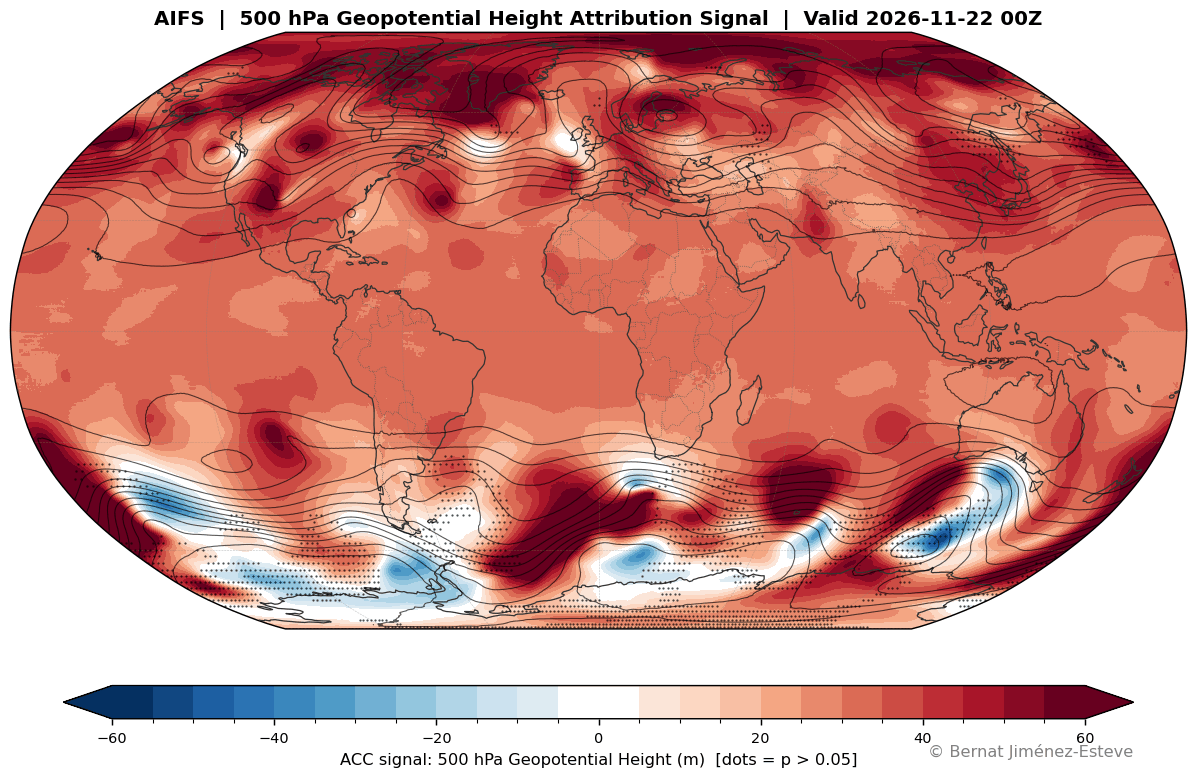 AIFS | 500 hPa Geopotential Height Attribution Signal | Valid 2026-11-22 00Z
−60 −40 −20 0 20 40 60
ACC signal: 500 hPa Geopotential Height (m) [dots = p > 0.05]
© Bernat Jiménez-Esteve